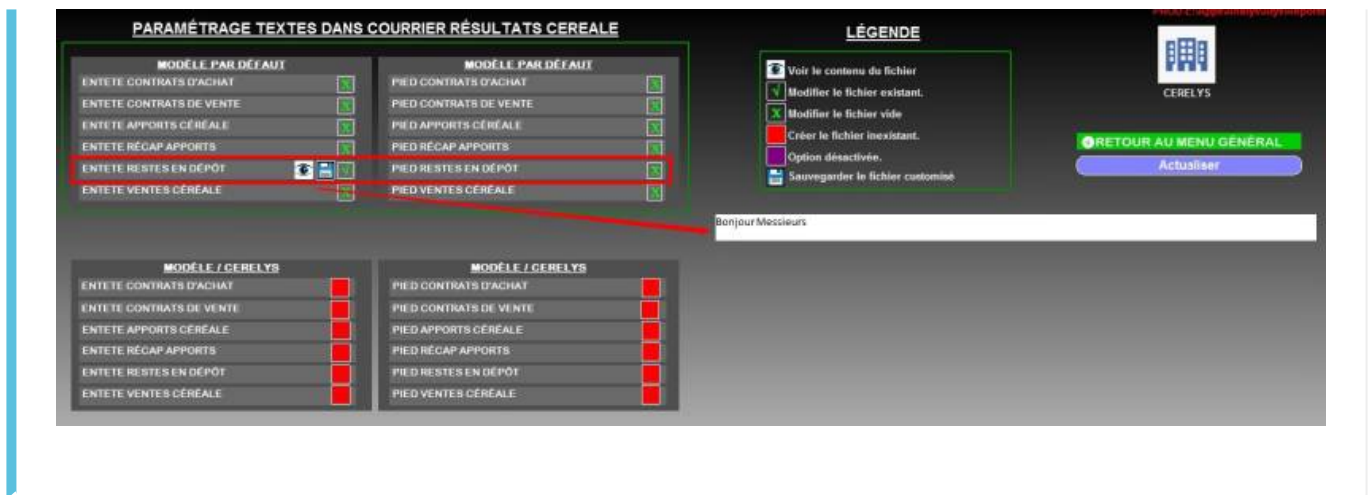 PARAMÉTRAGE TEXTES DANS COURRIER RÉSULTATS CEREALE
MODÈLE PAR DÉFAUT
ENTETE CONTRATS D'ACHAT
ENTETE CONTRATS DE VENTE
ENTETE APPORTS CÉRÉALE
ENTETE RÉCAP APPORTS
ENTETE RESTES EN DÉPÔT
ENTETE VENTES CÉRÉALE
MODÈLE PAR DÉFAUT
PIED CONTRATS D'ACHAT
PIED CONTRATS DE VENTE
PIED APPORTS CÉRÉALE
PIED RÉCAP APPORTS
PIED RESTES EN DÉPÔT
PIED VENTES CÉRÉALE
LÉGENDE
Voir le contenu du fichier
Modifier le fichier existant.
Modifier le fichier vide
Créer le fichier inexistant.
Option désactivée.
Sauvegarder le fichier customisé
CERELYS
RETOUR AU MENU GÉNÉRAL
Actualiser
Bonjour Messieurs
MODÈLE / CERELYS
ENTETE CONTRATS D'ACHAT
ENTETE CONTRATS DE VENTE
ENTETE APPORTS CÉRÉALE
ENTETE RÉCAP APPORTS
ENTETE RESTES EN DÉPÔT
ENTETE VENTES CÉRÉALE
MODÈLE / CERELYS
PIED CONTRATS D'ACHAT
PIED CONTRATS DE VENTE
PIED APPORTS CÉRÉALE
PIED RÉCAP APPORTS
PIED RESTES EN DÉPÔT
PIED VENTES CÉRÉALE